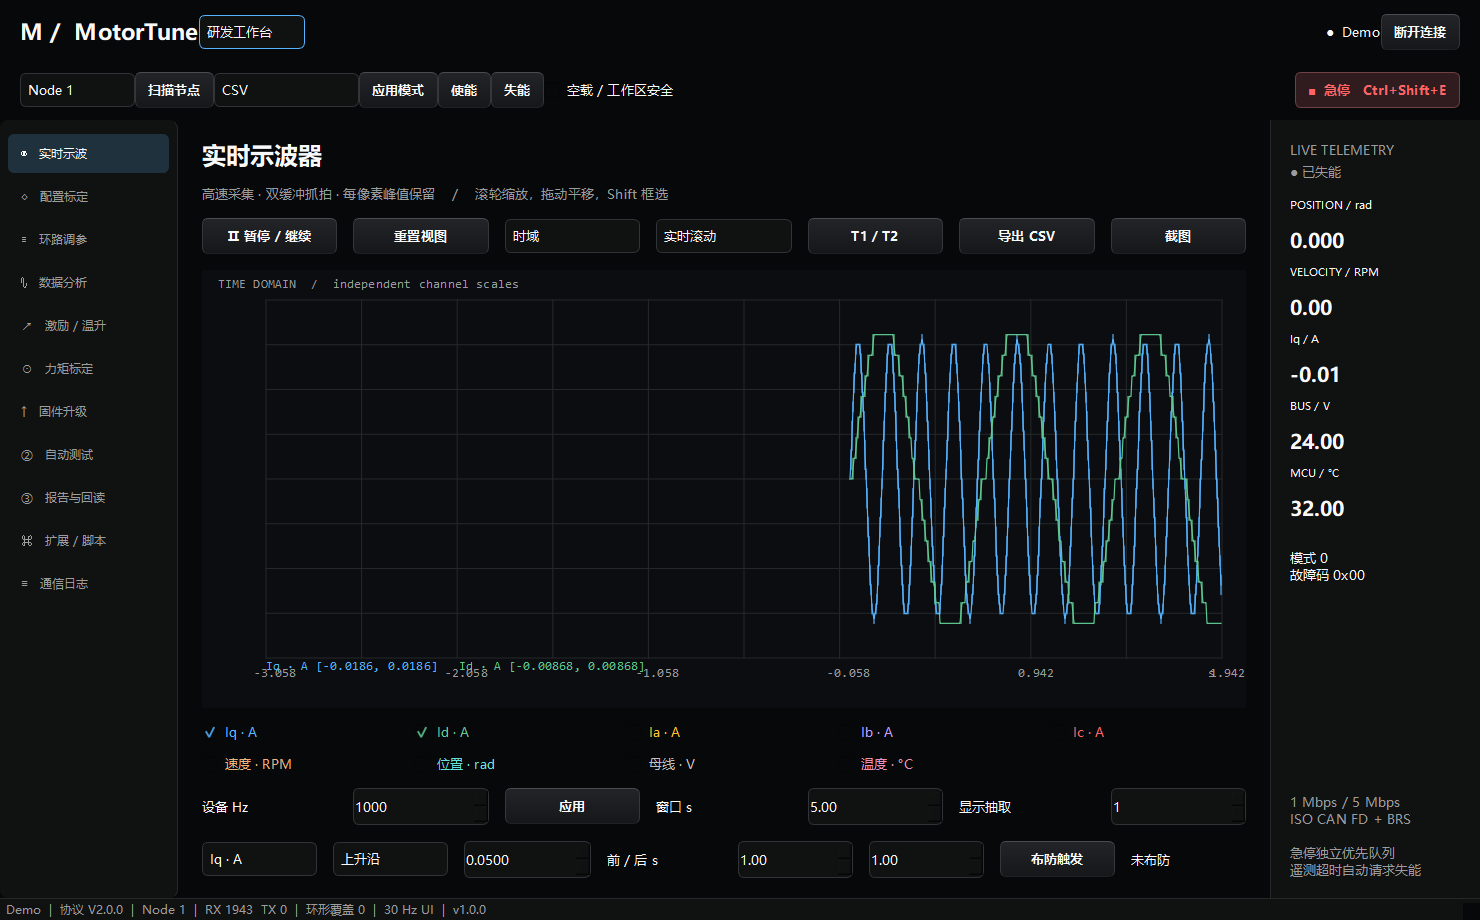 M / MotorTune 研发工作台
● Demo 断开连接
Node 1 扫描节点 CSV 应用模式 使能 失能 空载 / 工作区安全
■ 急停 Ctrl+Shift+E
实时示波
配置标定
环路调参
数据分析
激励 / 温升
力矩标定
固件升级
② 自动测试
③ 报告与回读
⌘ 扩展 / 脚本
通信日志
实时示波器
高速采集 · 双缓冲抓拍 · 每像素峰值保留 / 滚轮缩放，拖动平移，Shift 框选
暂停 / 继续 重置视图 时域 实时滚动 T1 / T2 导出 CSV 截图
TIME DOMAIN / independent channel scales
Iq · A [-0.0186, 0.0186] Id · A [-0.00868, 0.00868]
-3.058 -2.058 -1.058 -0.058 0.942 1.942
✓ Iq · A ✓ Id · A Ia · A Ib · A Ic · A
速度 · RPM 位置 · rad 母线 · V 温度 · °C
设备 Hz 1000 应用 窗口 s 5.00 显示抽取 1
Iq · A 上升沿 0.0500 前 / 后 s 1.00 1.00 布防触发 未布防
LIVE TELEMETRY
● 已失能
POSITION / rad
0.000
VELOCITY / RPM
0.00
Iq / A
-0.01
BUS / V
24.00
MCU / °C
32.00
模式 0
故障码 0x00
1 Mbps / 5 Mbps
ISO CAN FD + BRS
急停独立优先队列
遥测超时自动请求失能
Demo | 协议 V2.0.0 | Node 1 | RX 1943 TX 0 | 环形覆盖 0 | 30 Hz UI | v1.0.0